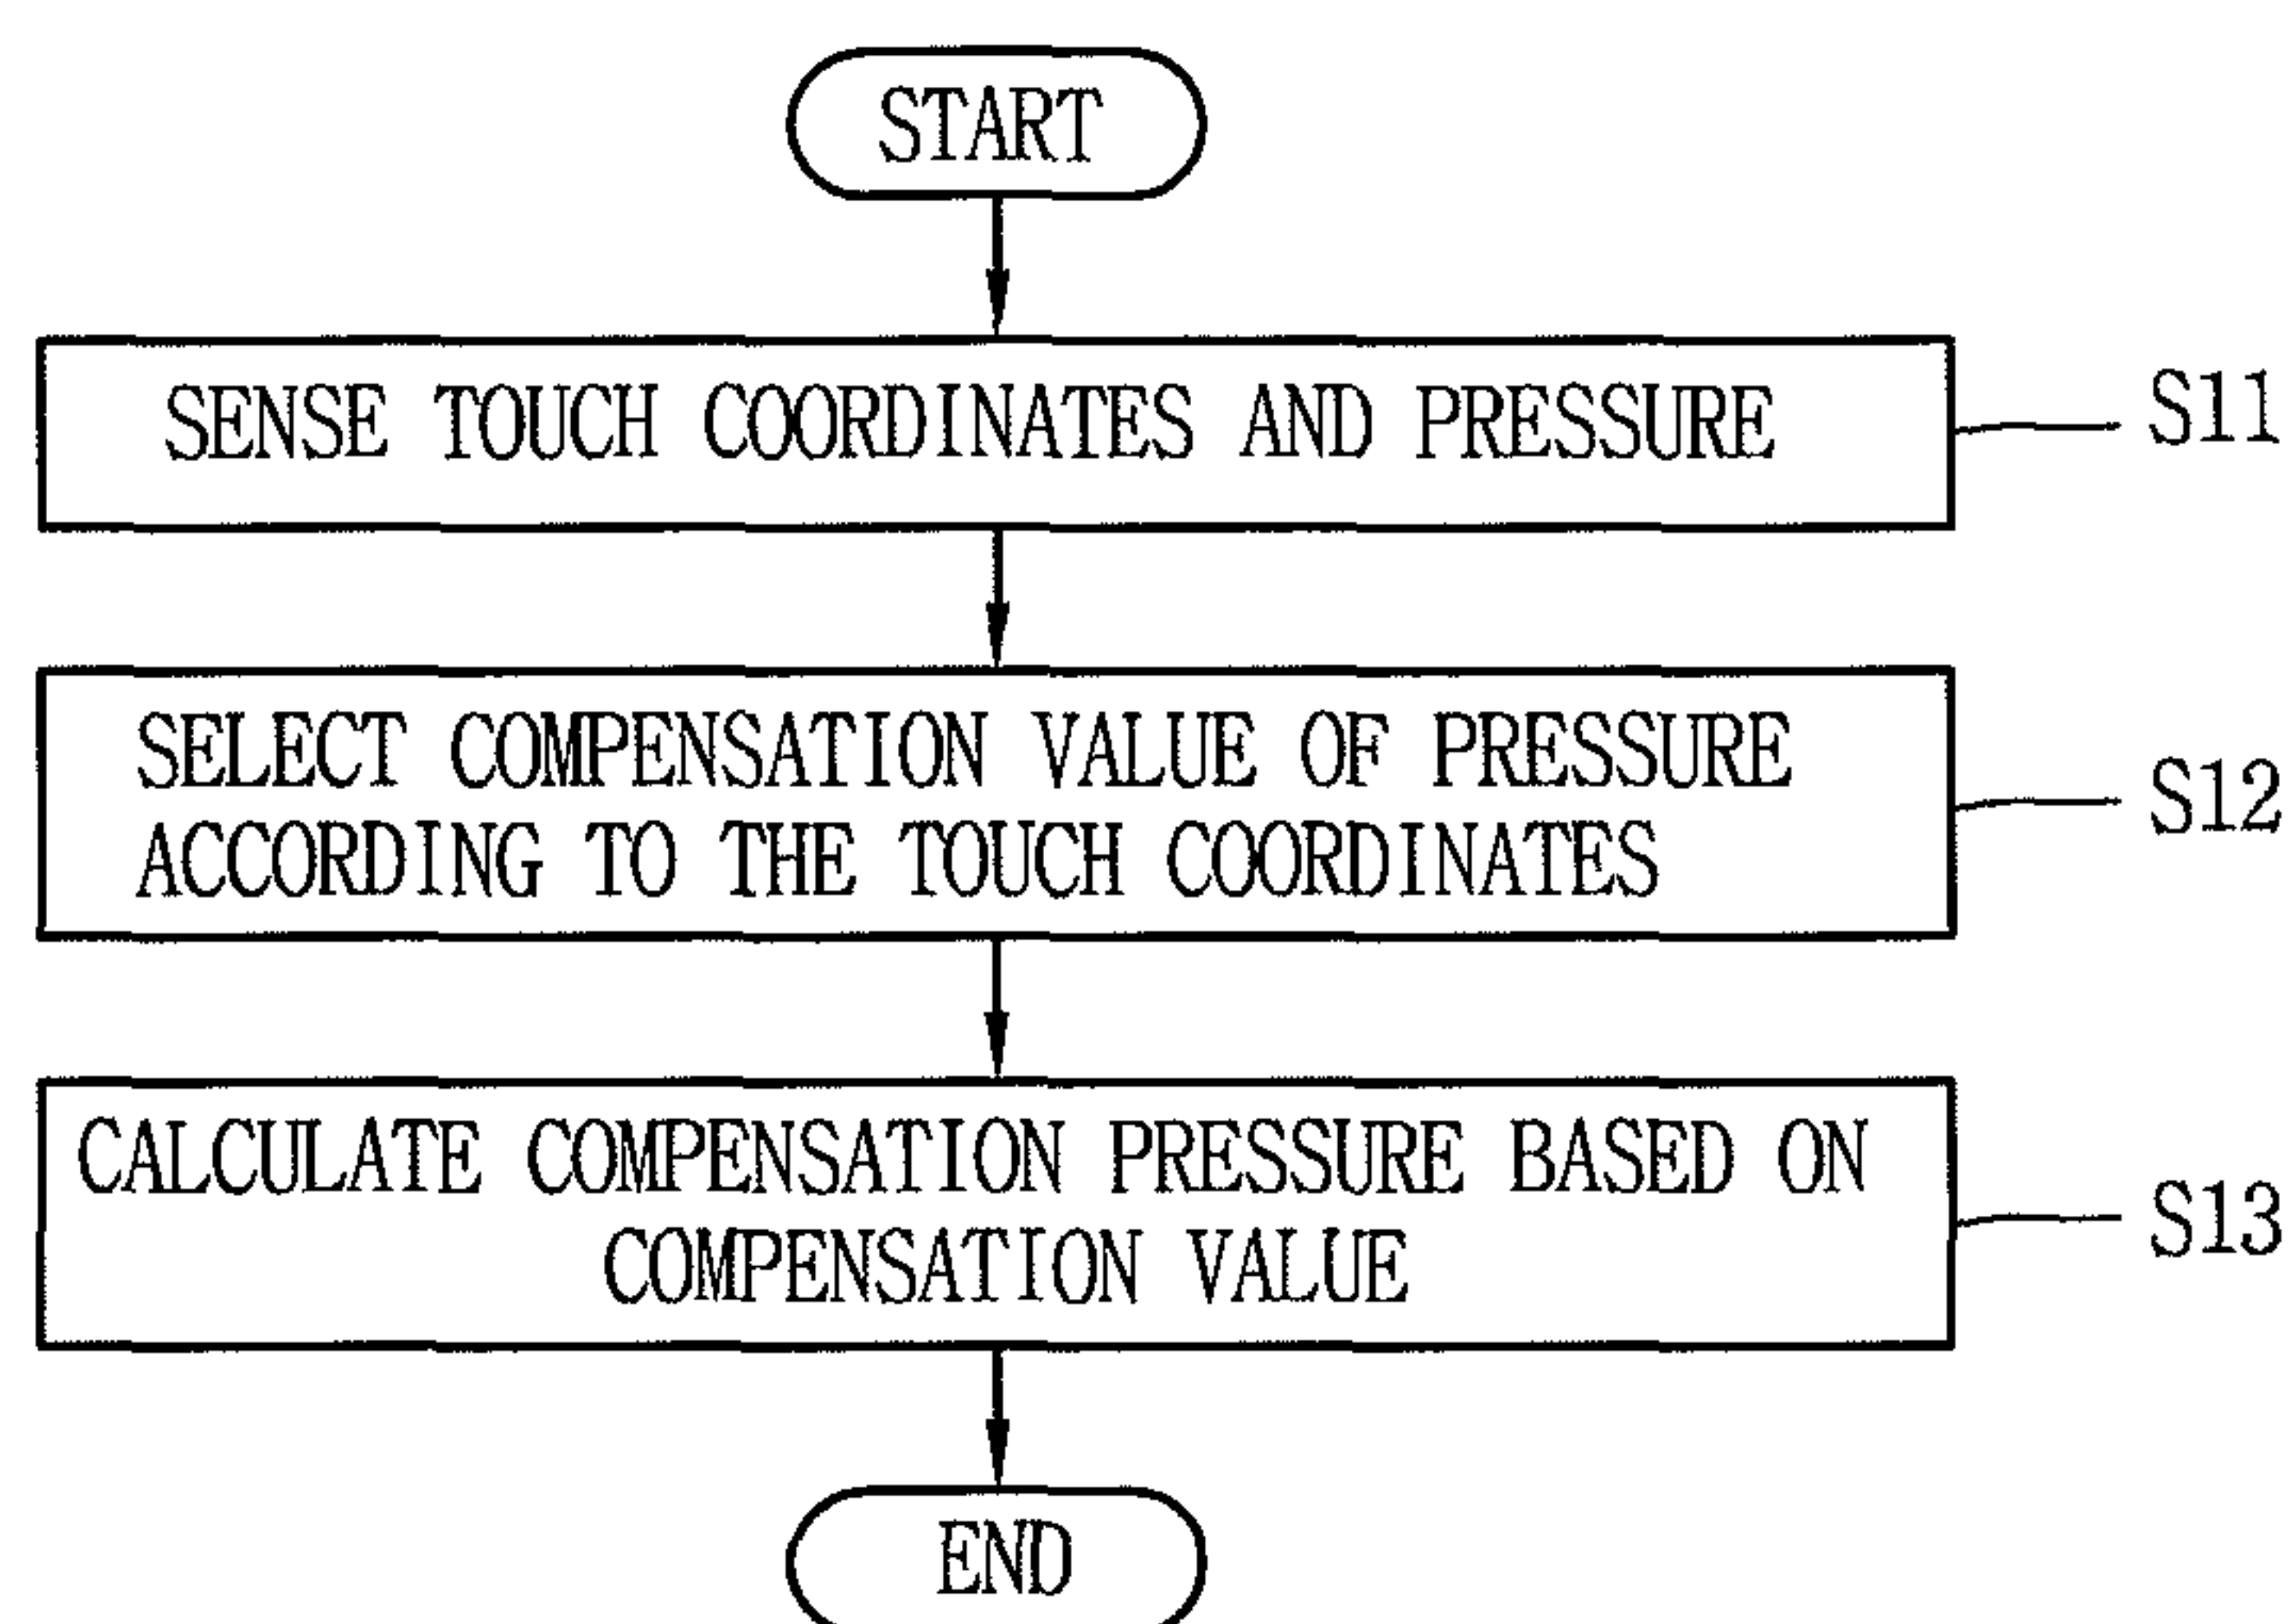 START
SENSE TOUCH COORDINATES AND PRESSURE
S11
SELECT COMPENSATION VALUE OF PRESSURE
ACCORDING TO THE TOUCH COORDINATES
S12
CALCULATE COMPENSATION PRESSURE BASED ON
COMPENSATION VALUE
S13
END